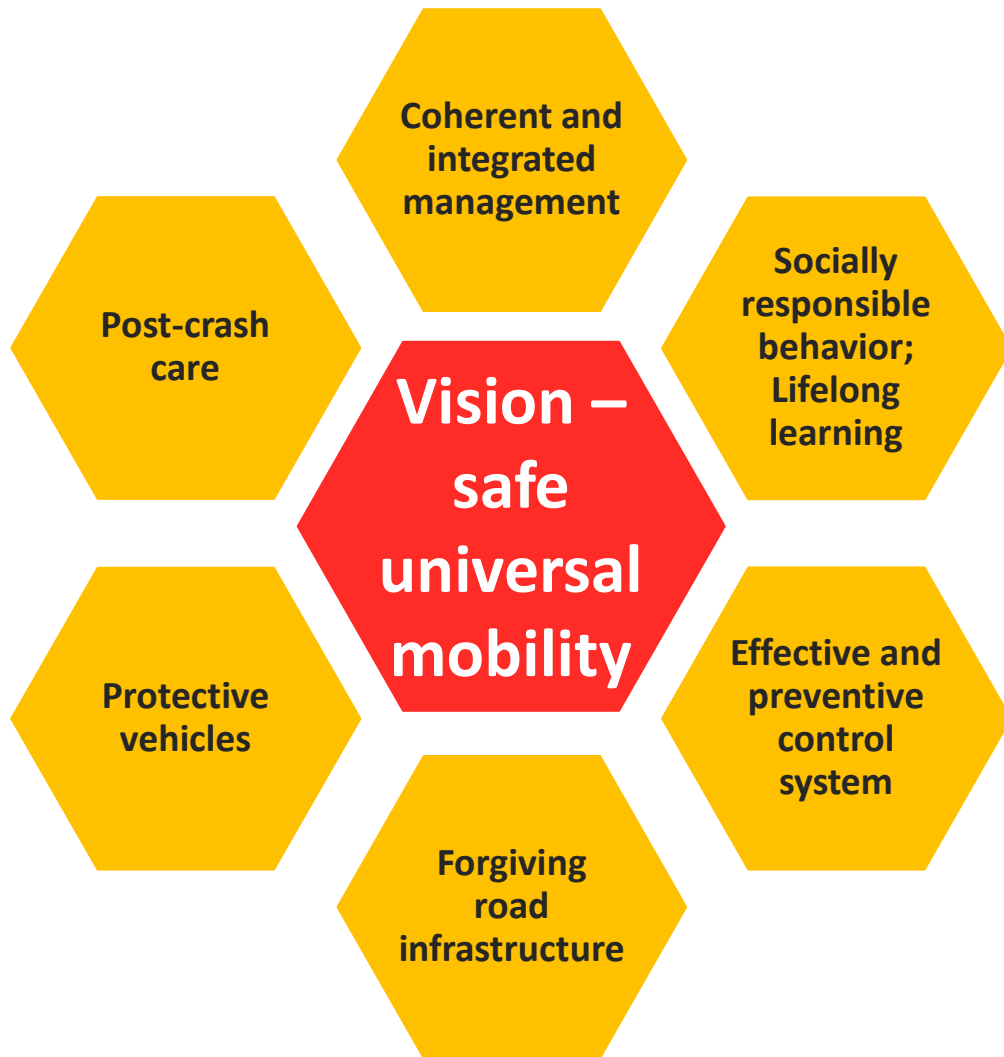 Coherent and
integrated
management
Socially
responsible
behavior;
Lifelong
learning
Post-crash
care
Vision –
safe
universal
mobility
Effective and
preventive
control
system
Protective
vehicles
Forgiving
road
infrastructure